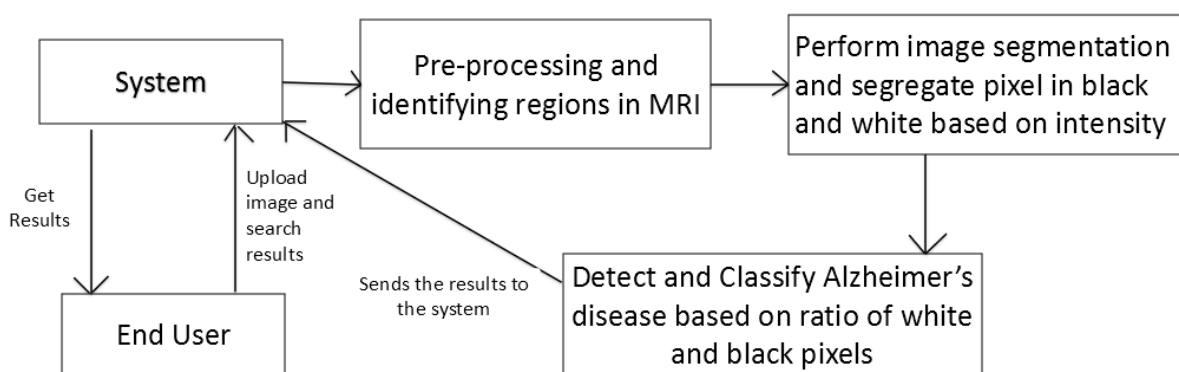 System
Pre-processing and
identifying regions in MRI
Perform image segmentation
and segregate pixel in black
and white based on intensity
Get
Results
Upload
image and
search
results
Sends the results to
the system
Detect and Classify Alzheimer’s
disease based on ratio of white
and black pixels
End User